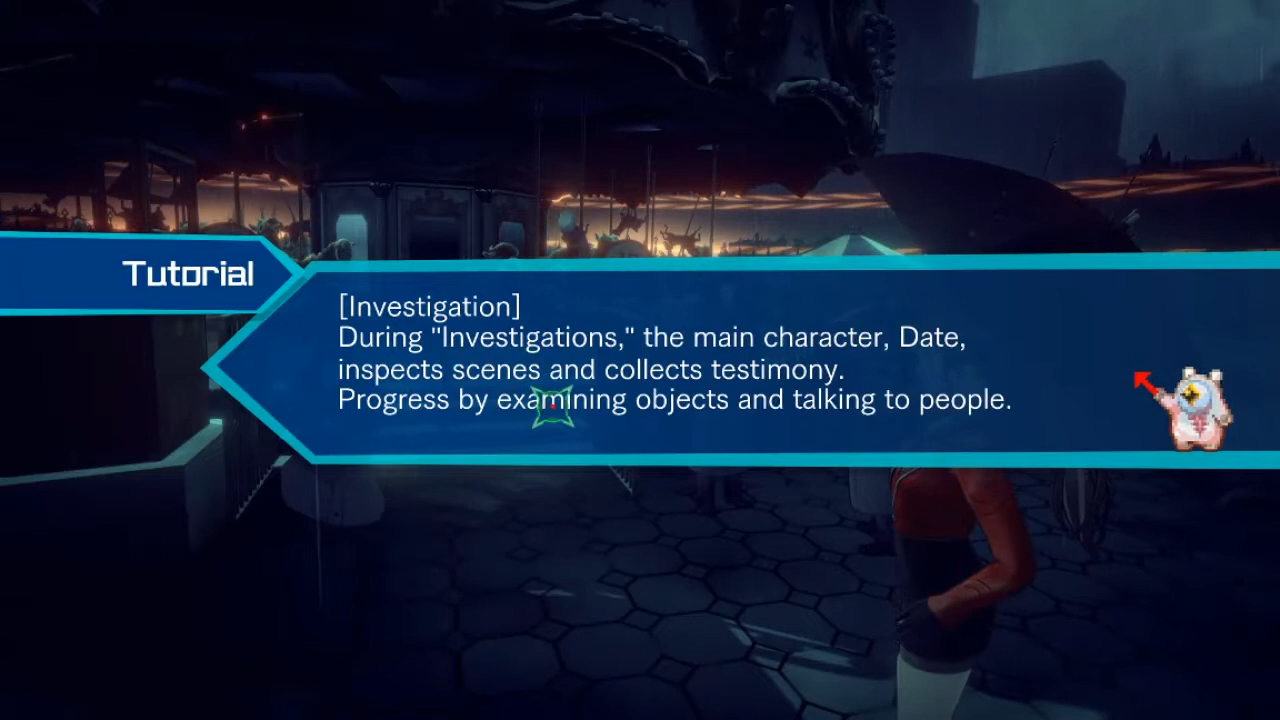 Tutorial
[Investigation]
During "Investigations," the main character, Date,
inspects scenes and collects testimony.
Progress by examining objects and talking to people.